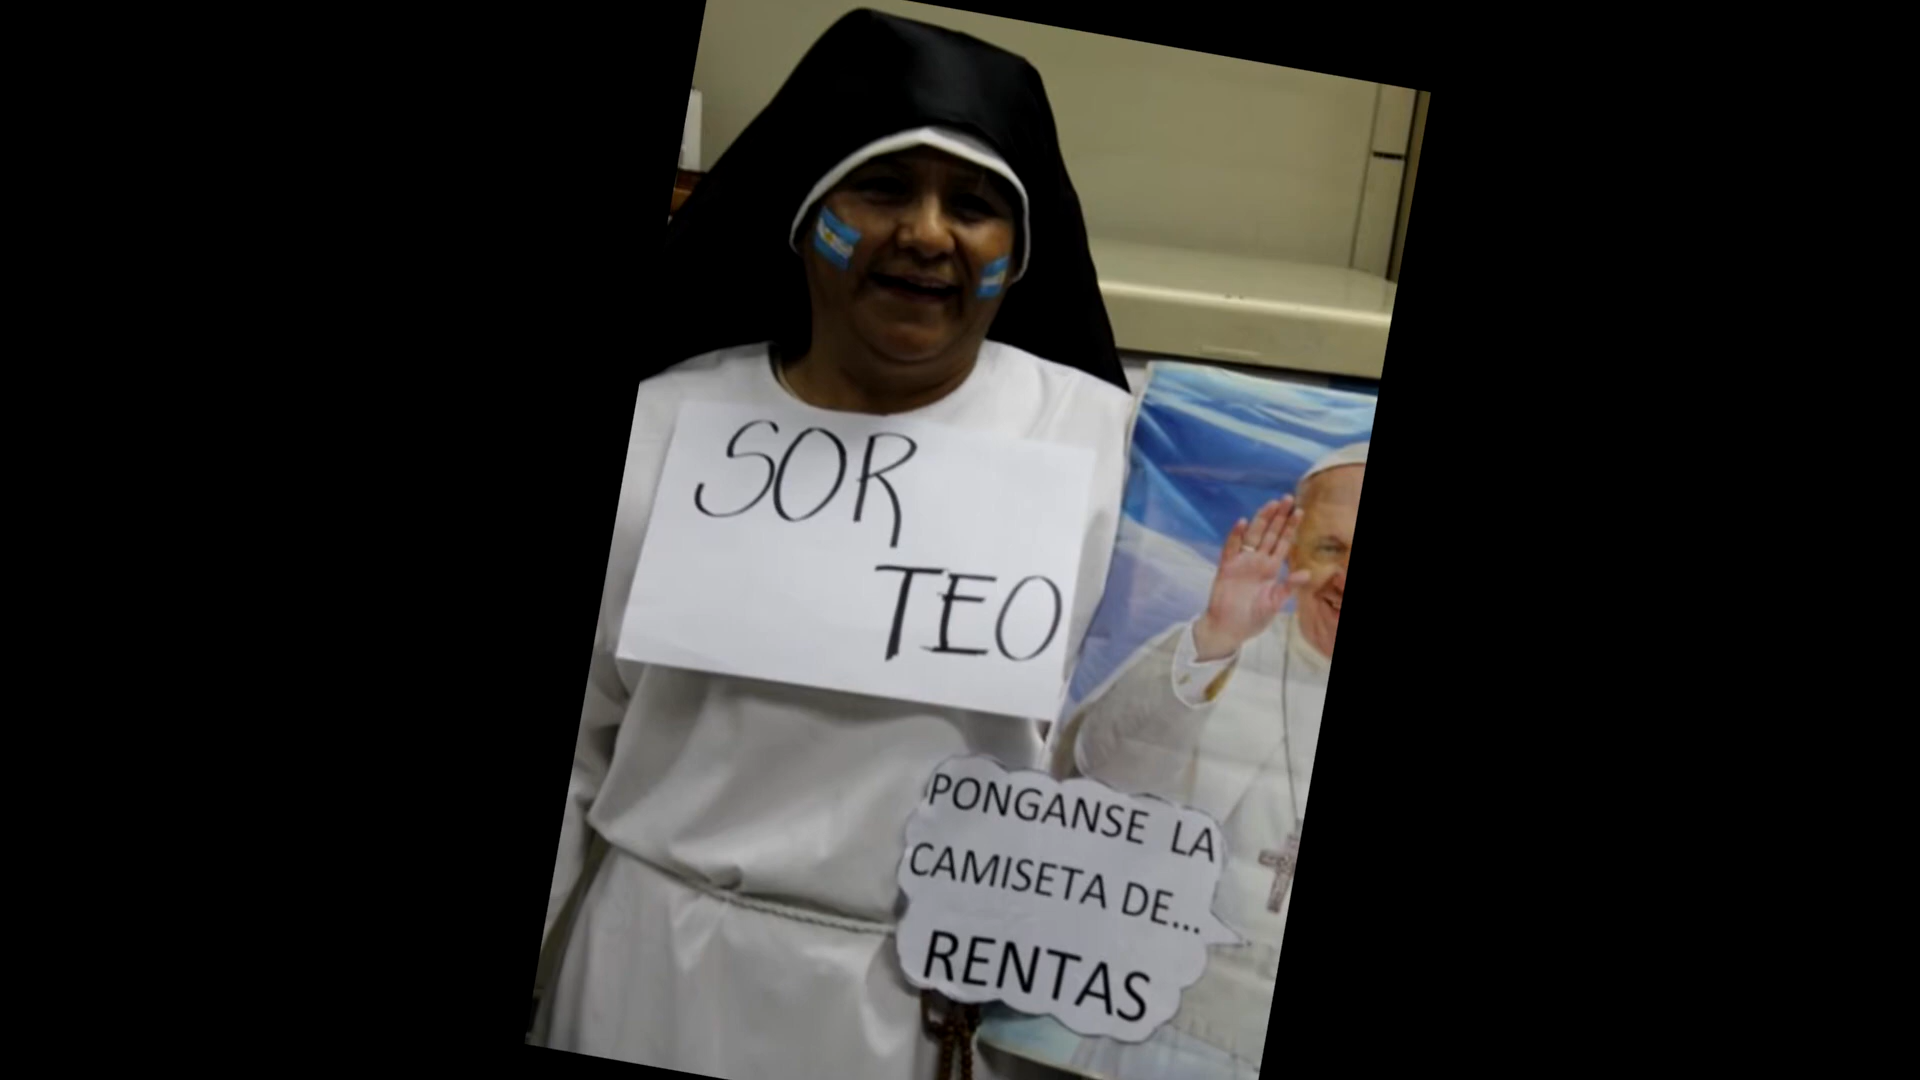 SOR
TEO
PONGANSE LA
CAMISETA DE...
RENTAS